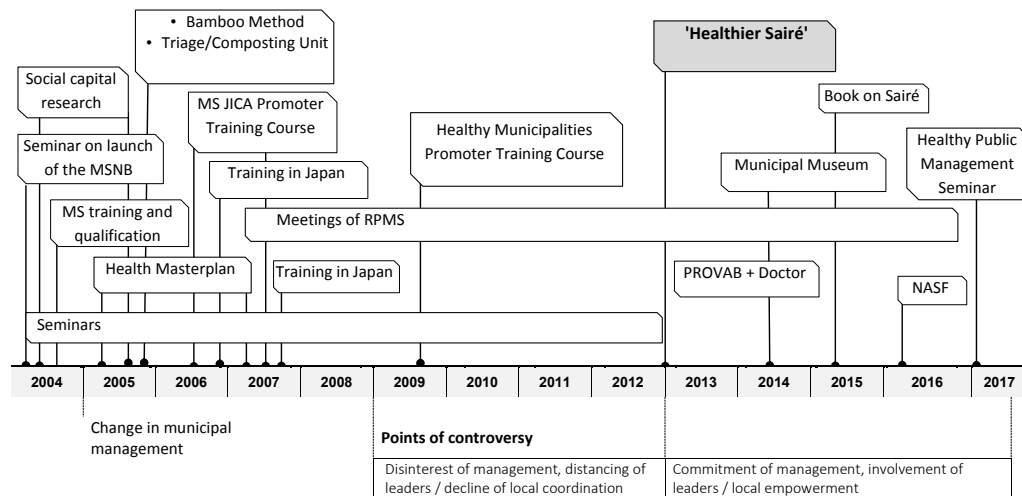 • Bamboo Method
• Triage/Composting Unit
'Healthier Sairé'
Social capital
research
MS JICA Promoter
Training Course
Book on Sairé
Seminar on launch
of the MSNB
Healthy Municipalities
Promoter Training Course
Healthy Public
Management
Seminar
Training in Japan
Municipal Museum
MS training and
qualification
Meetings of RPMS
Health Masterplan
Training in Japan
PROVAB + Doctor
NASF
Seminars
2004 2005 2006 2007 2008 2009 2010 2011 2012 2013 2014 2015 2016 2017
Change in municipal
management
Points of controversy
Disinterest of management, distancing of
leaders / decline of local coordination
Commitment of management, involvement of
leaders / local empowerment